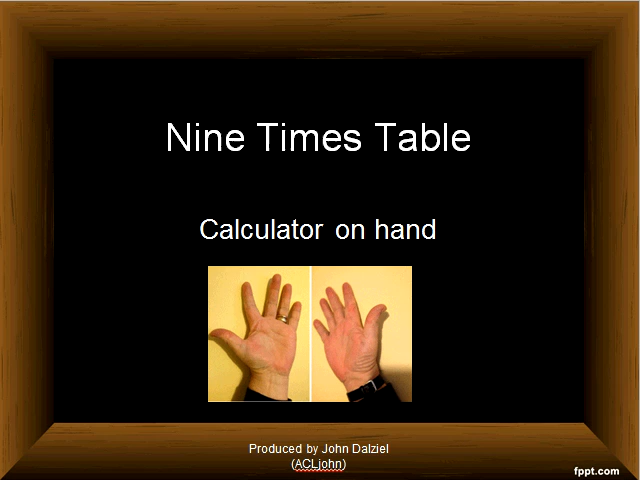 Nine Times Table
Calculator on hand
Produced by John Dalziel
(ACLjohn)
fppt.com